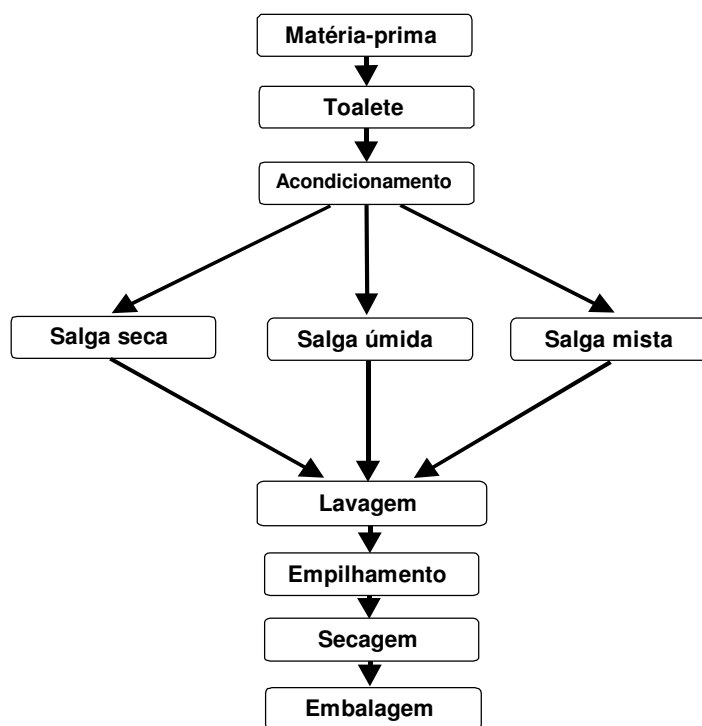 Matéria-prima
Toalete
Acondicionamento
Salga seca
Salga úmida
Salga mista
Lavagem
Empilhamento
Secagem
Embalagem